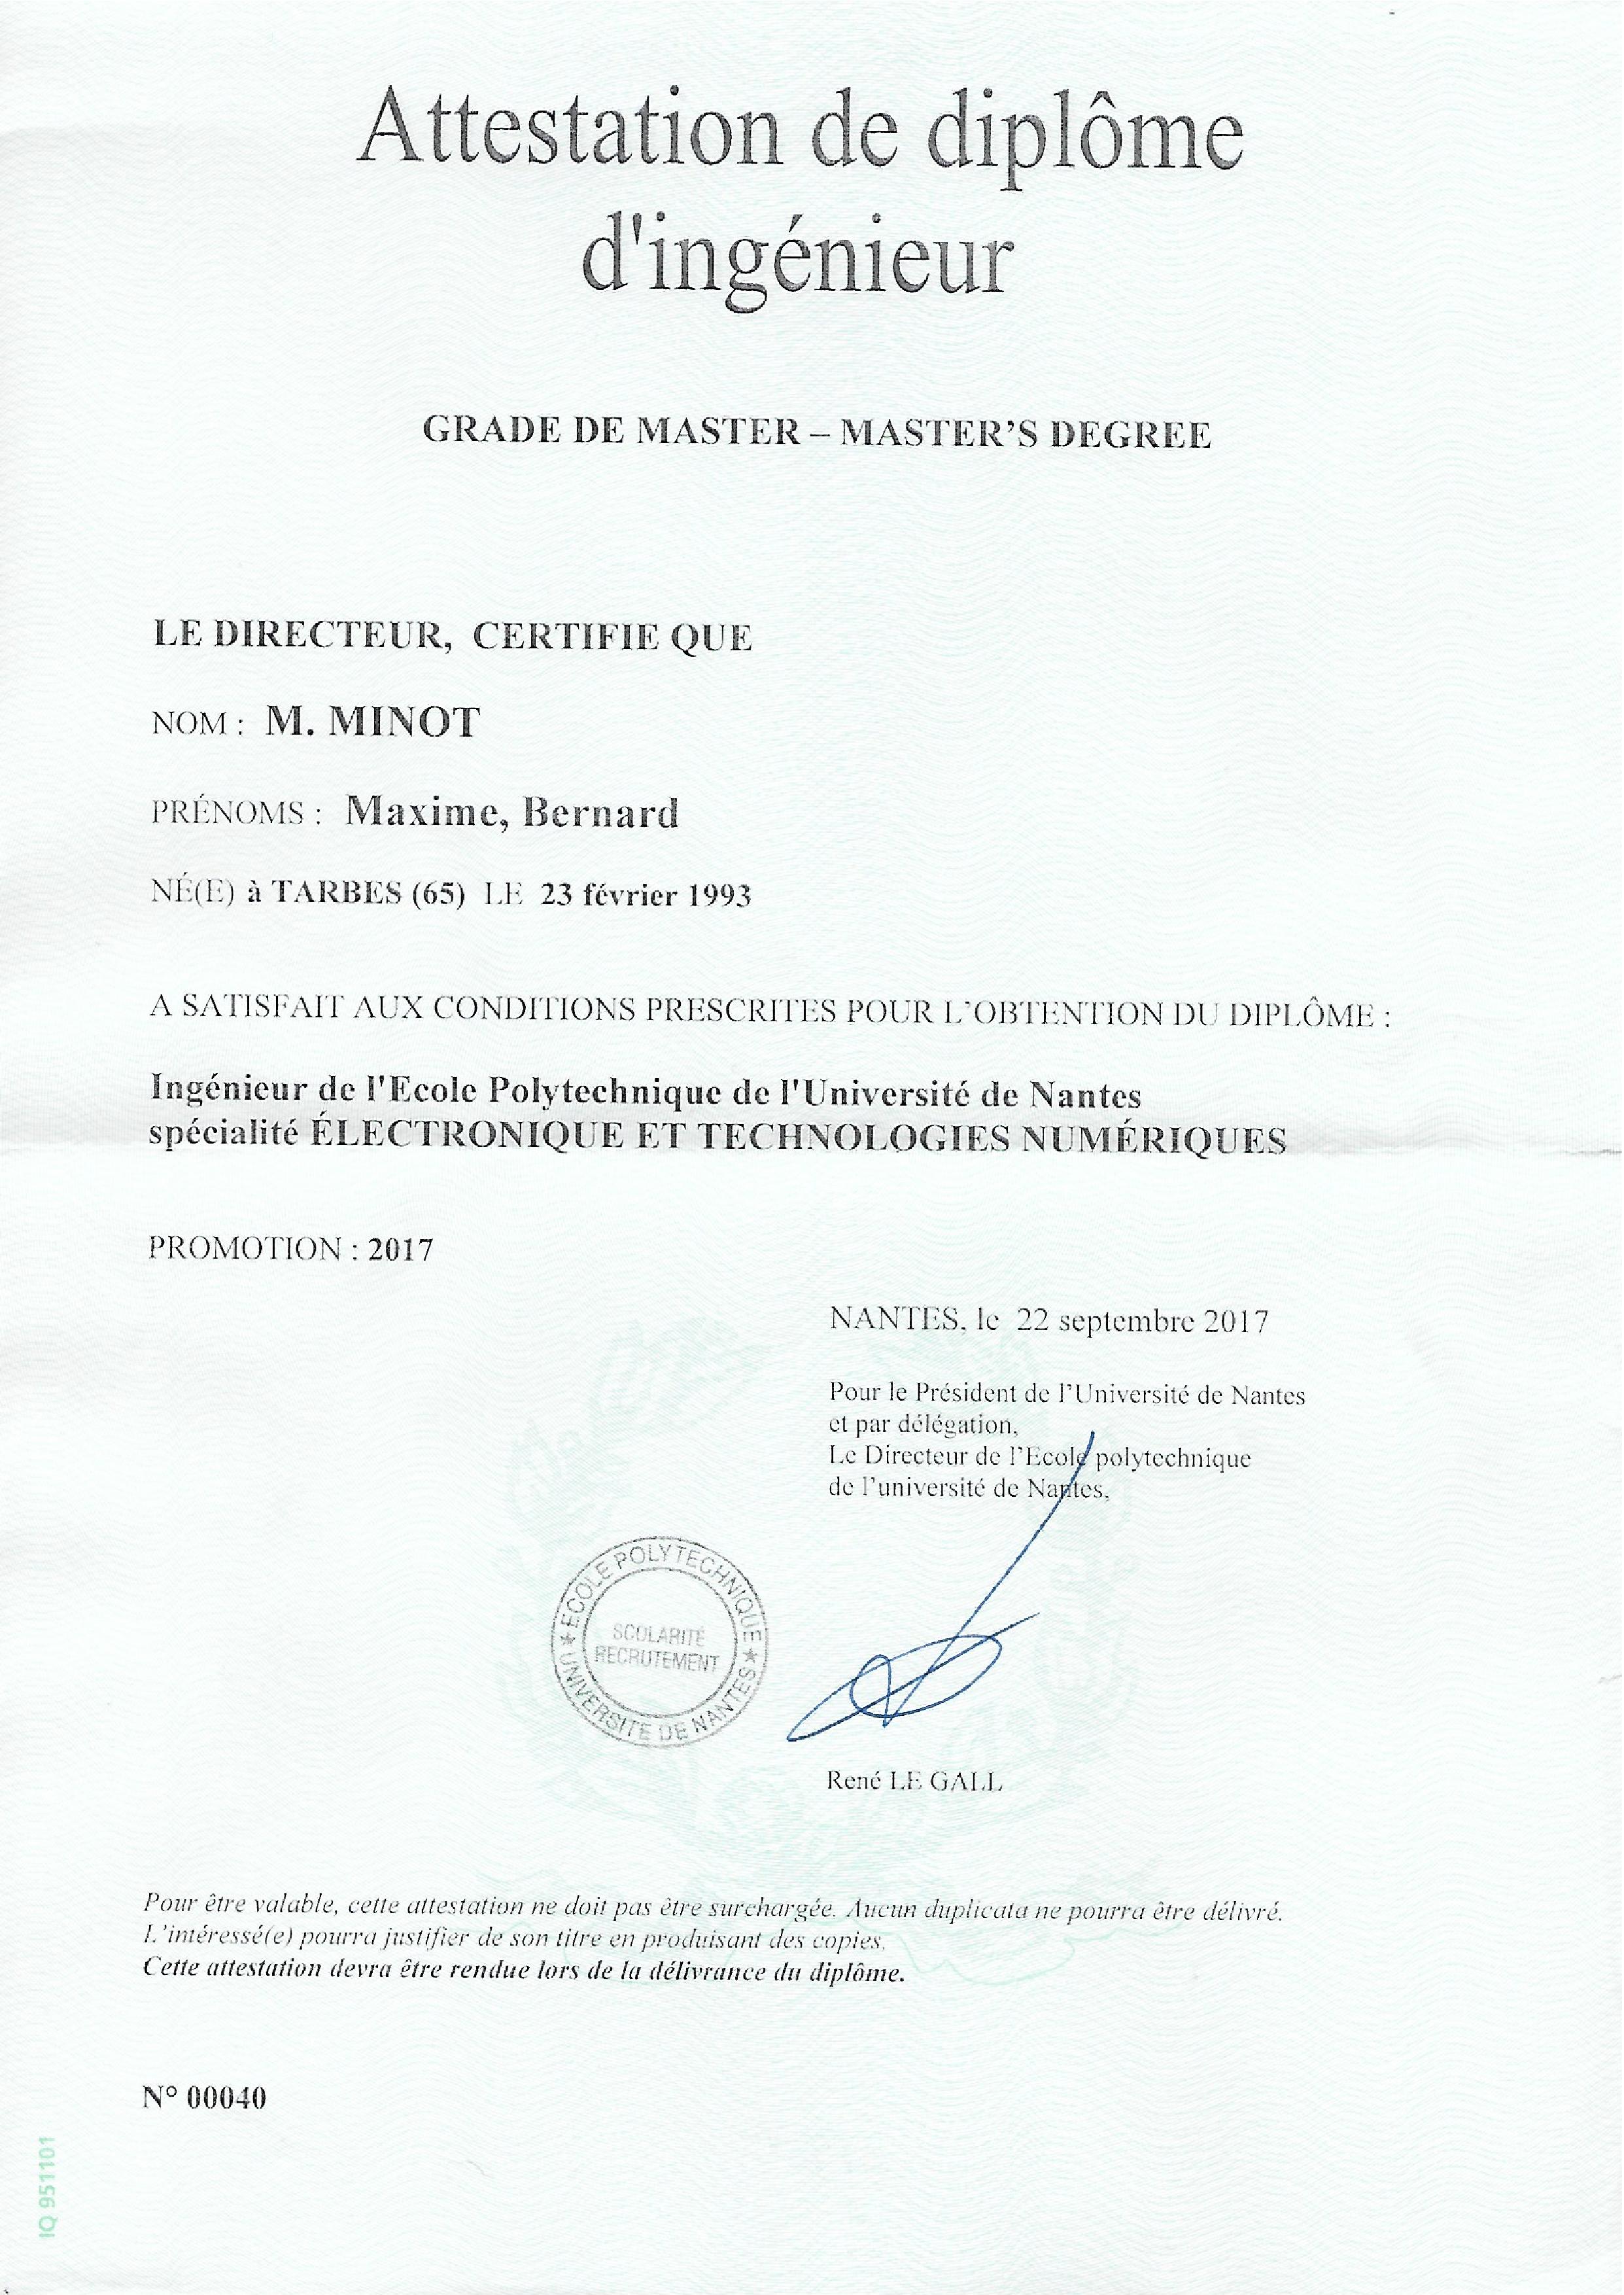 Attestation de diplôme
d'ingénieur
GRADE DE MASTER – MASTER'S DEGREE
LE DIRECTEUR, CERTIFIE QUE
NOM : M. MINOT
PRÉNOMS : Maxime, Bernard
NÉ(E) à TARBES (65) LE 23 février 1993
A SATISFAIT AUX CONDITIONS PRESCRITES POUR L'OBTENTION DU DIPLÔME :
Ingénieur de l'Ecole Polytechnique de l'Université de Nantes
spécialité ÉLECTRONIQUE ET TECHNOLOGIES NUMÉRIQUES
PROMOTION : 2017
NANTES, le 22 septembre 2017
Pour le Président de l'Université de Nantes
et par délégation,
Le Directeur de l'Ecole polytechnique
de l'université de Nantes,
★ ECOLE POLYTECHNIQUE ★
SCOLARITÉ
RECRUTEMENT
UNIVERSITE DE NANTES
René LE GALL
Pour être valable, cette attestation ne doit pas être surchargée. Aucun duplicata ne pourra être délivré.
L'intéressé(e) pourra justifier de son titre en produisant des copies.
Cette attestation devra être rendue lors de la délivrance du diplôme.
N° 00040
IQ 951101